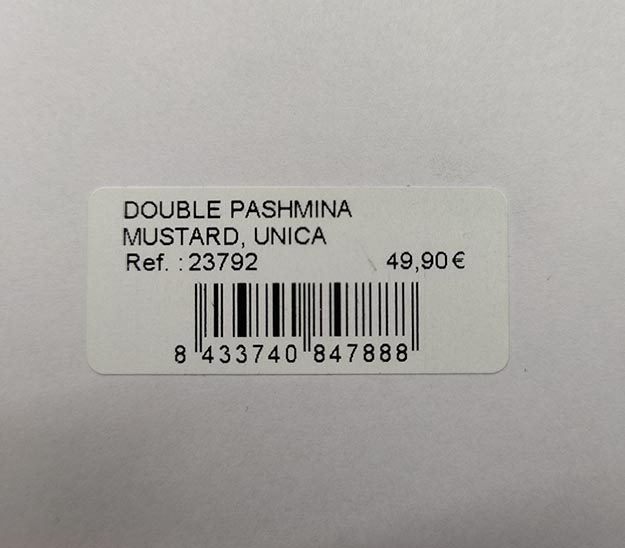 DOUBLE PASHMINA
MUSTARD, UNICA
Ref. : 23792 49,90€
8 433740 847888